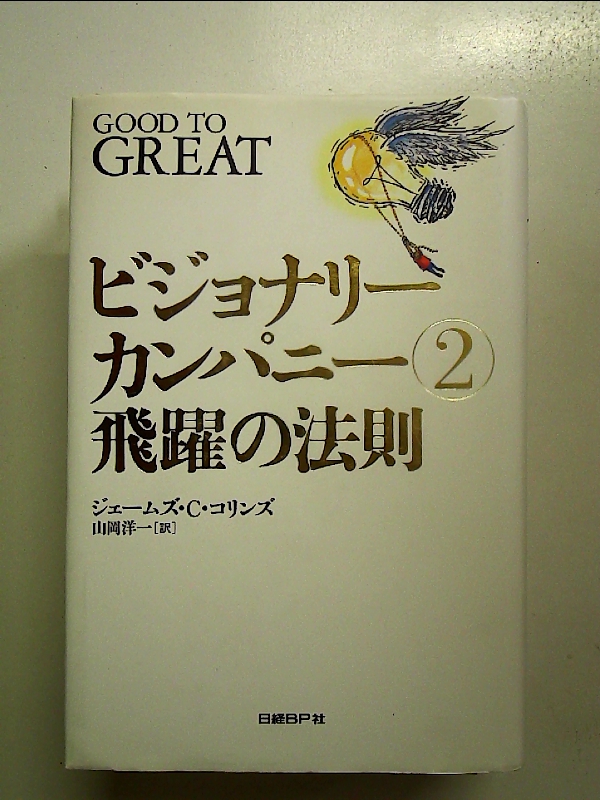 GOOD TO
GREAT
ビジョナリー
カンパニー②
飛躍の法則
ジェームズ・C・コリンズ
山岡洋一[訳]
日経BP社